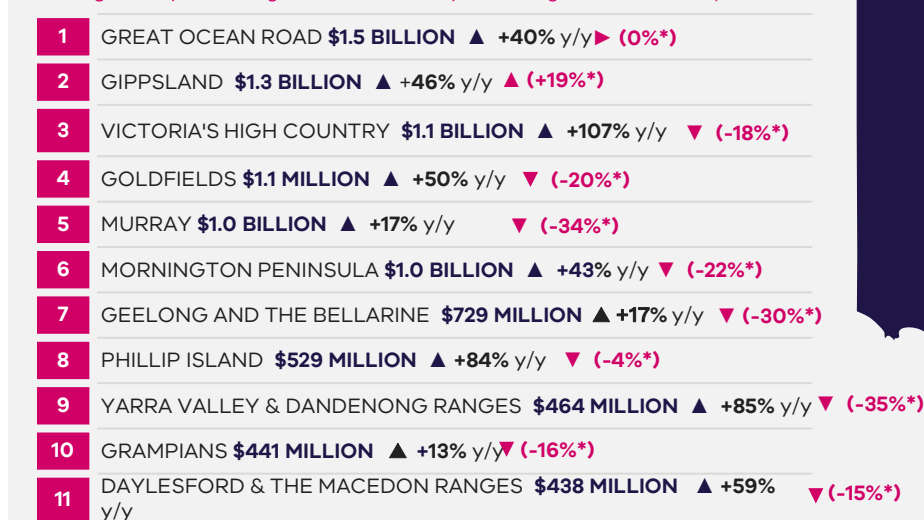 1 GREAT OCEAN ROAD $1.5 BILLION ▲ +40% y/y ▶ (0%*)
2 GIPPSLAND $1.3 BILLION ▲ +46% y/y ▲ (+19%*)
3 VICTORIA'S HIGH COUNTRY $1.1 BILLION ▲ +107% y/y ▼ (-18%*)
4 GOLDFIELDS $1.1 MILLION ▲ +50% y/y ▼ (-20%*)
5 MURRAY $1.0 BILLION ▲ +17% y/y ▼ (-34%*)
6 MORNINGTON PENINSULA $1.0 BILLION ▲ +43% y/y ▼ (-22%*)
7 GEELONG AND THE BELLARINE $729 MILLION ▲ +17% y/y ▼ (-30%*)
8 PHILLIP ISLAND $529 MILLION ▲ +84% y/y ▼ (-4%*)
9 YARRA VALLEY & DANDENONG RANGES $464 MILLION ▲ +85% y/y ▼ (-35%*)
10 GRAMPIANS $441 MILLION ▲ +13% y/y ▼ (-16%*)
11 DAYLESFORD & THE MACEDON RANGES $438 MILLION ▲ +59% ▼ (-15%*)
y/y